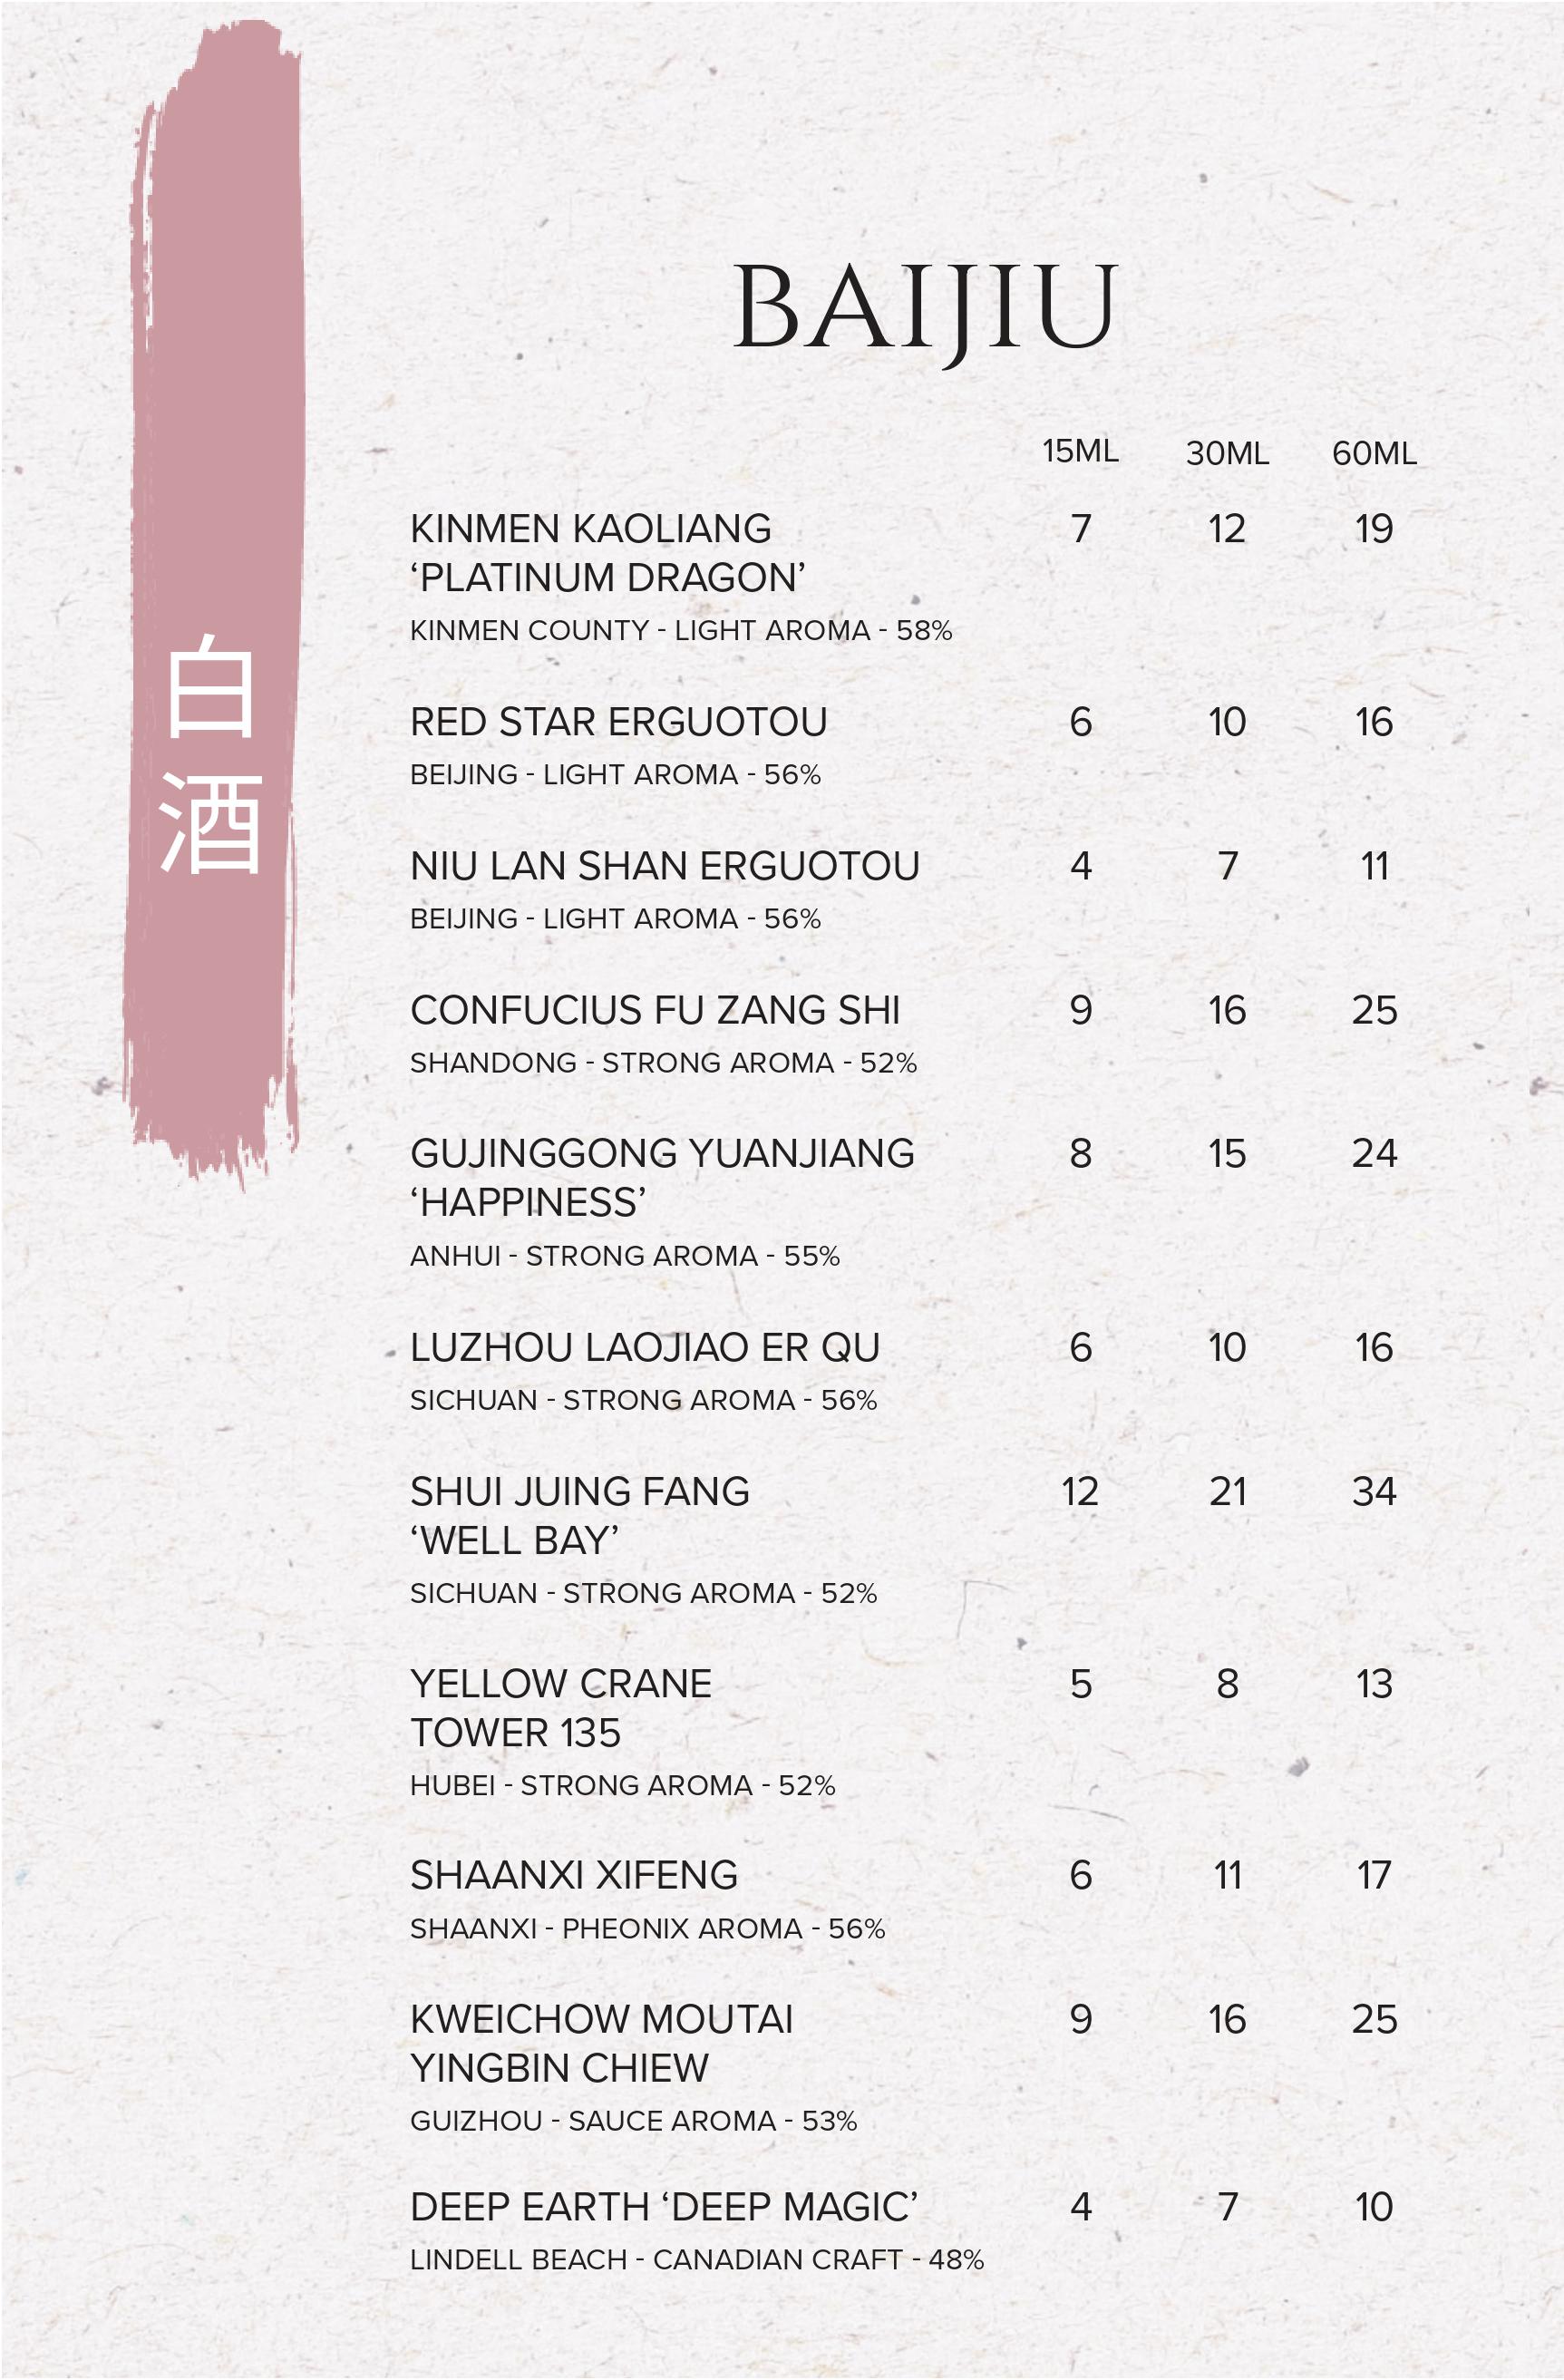 白
酒
BAIJIU
15ML 30ML 60ML
KINMEN KAOLIANG 7 12 19
‘PLATINUM DRAGON’
KINMEN COUNTY - LIGHT AROMA - 58%
RED STAR ERGUOTOU 6 10 16
BEIJING - LIGHT AROMA - 56%
NIU LAN SHAN ERGUOTOU 4 7 11
BEIJING - LIGHT AROMA - 56%
CONFUCIUS FU ZANG SHI 9 16 25
SHANDONG - STRONG AROMA - 52%
GUJINGGONG YUANJIANG 8 15 24
‘HAPPINESS’
ANHUI - STRONG AROMA - 55%
LUZHOU LAOJIAO ER QU 6 10 16
SICHUAN - STRONG AROMA - 56%
SHUI JUING FANG 12 21 34
‘WELL BAY’
SICHUAN - STRONG AROMA - 52%
YELLOW CRANE 5 8 13
TOWER 135
HUBEI - STRONG AROMA - 52%
SHAANXI XIFENG 6 11 17
SHAANXI - PHEONIX AROMA - 56%
KWEICHOW MOUTAI 9 16 25
YINGBIN CHIEW
GUIZHOU - SAUCE AROMA - 53%
DEEP EARTH ‘DEEP MAGIC’ 4 7 10
LINDELL BEACH - CANADIAN CRAFT - 48%